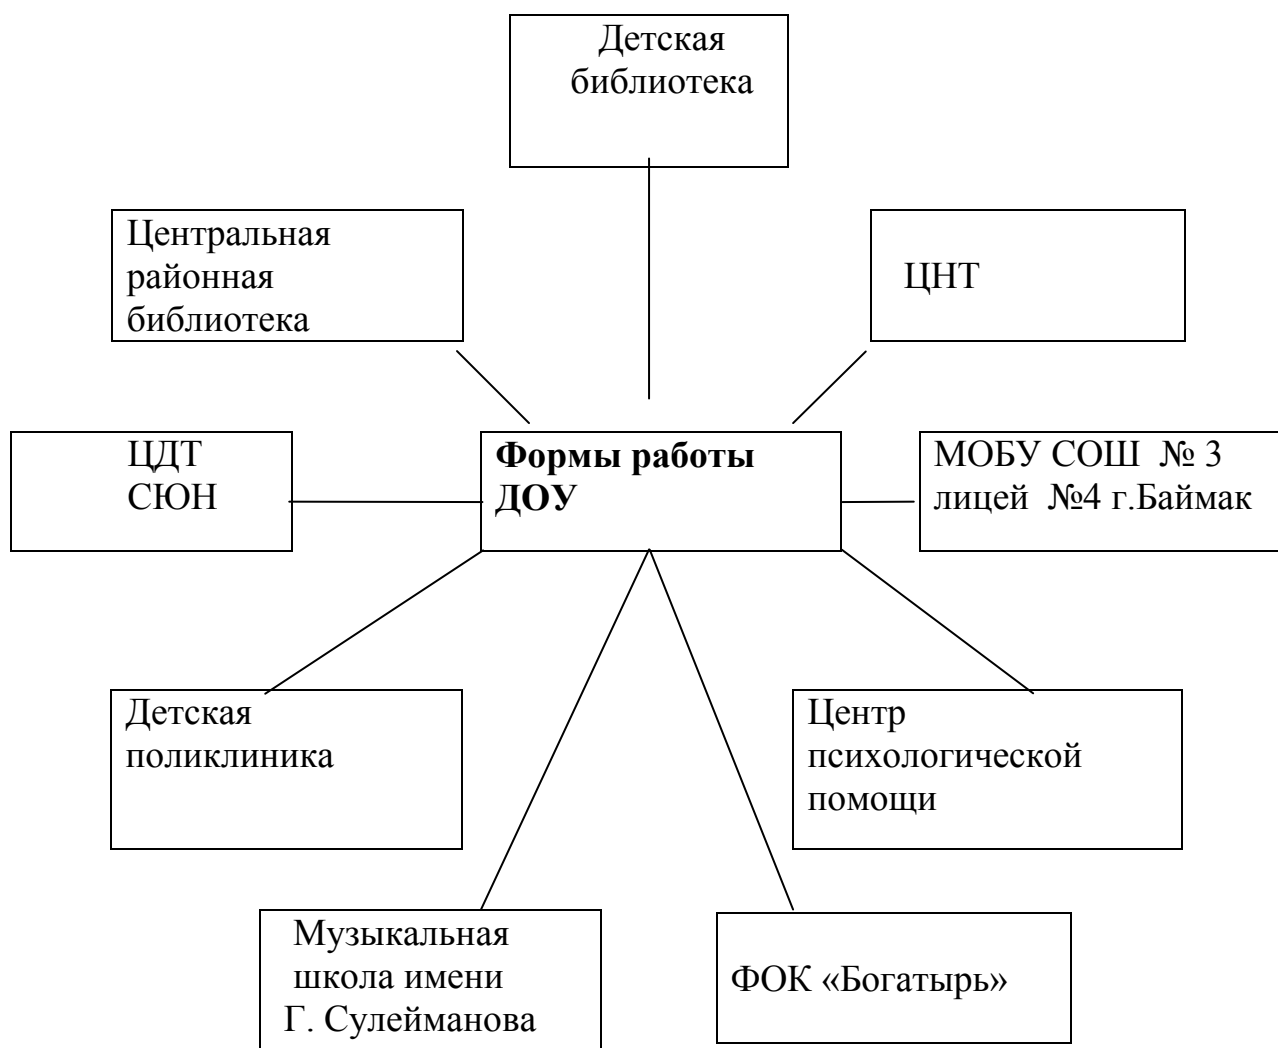 Детская
библиотека
Центральная
районная
библиотека
ЦНТ
ЦДТ
СЮН
Формы работы
ДОУ
МОБУ СОШ № 3
лицей №4 г.Баймак
Детская
поликлиника
Центр
психологической
помощи
Музыкальная
школа имени
Г. Сулейманова
ФОК «Богатырь»